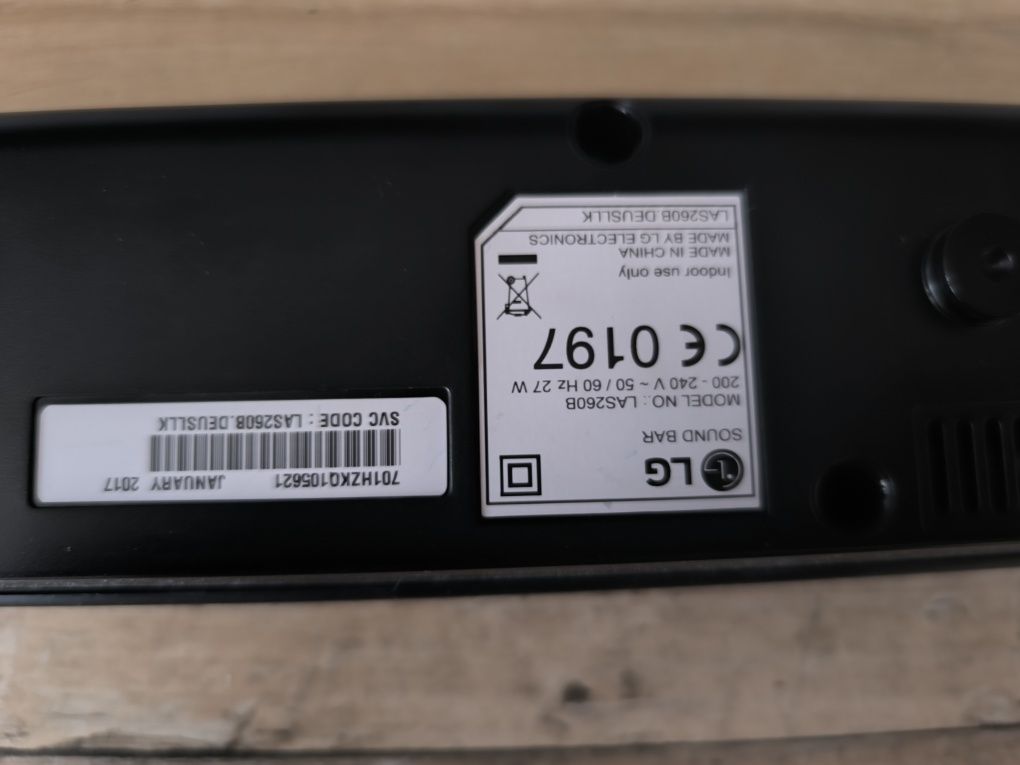 LG
SOUND BAR
MODEL NO : LAS260B
200 - 240 V ~ 50 / 60 Hz 27 W
CE 0197
Indoor use only
MADE IN CHINA
MADE BY LG ELECTRONICS
LAS260B.DEUSLLK
701HZKQ105621 JANUARY 2017
SVC CODE : LAS260B.DEUSLLK